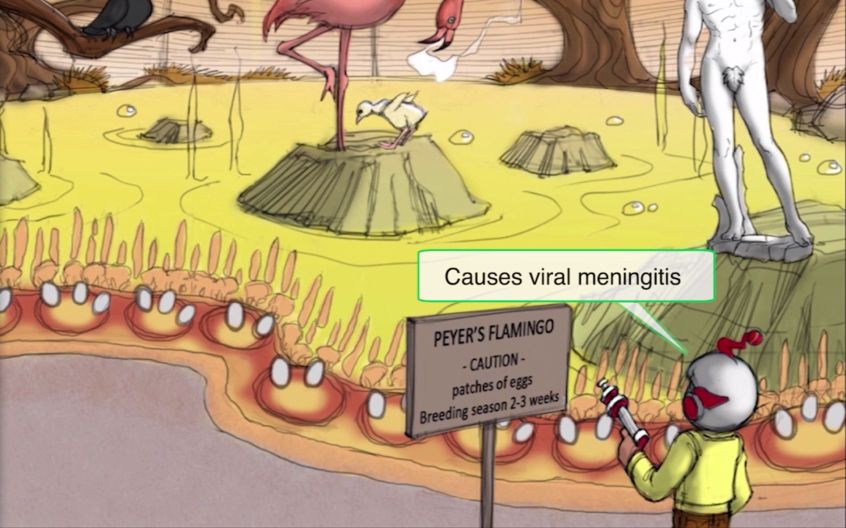 Causes viral meningitis
PEYER'S FLAMINGO
- CAUTION -
patches of eggs
Breeding season 2-3 weeks